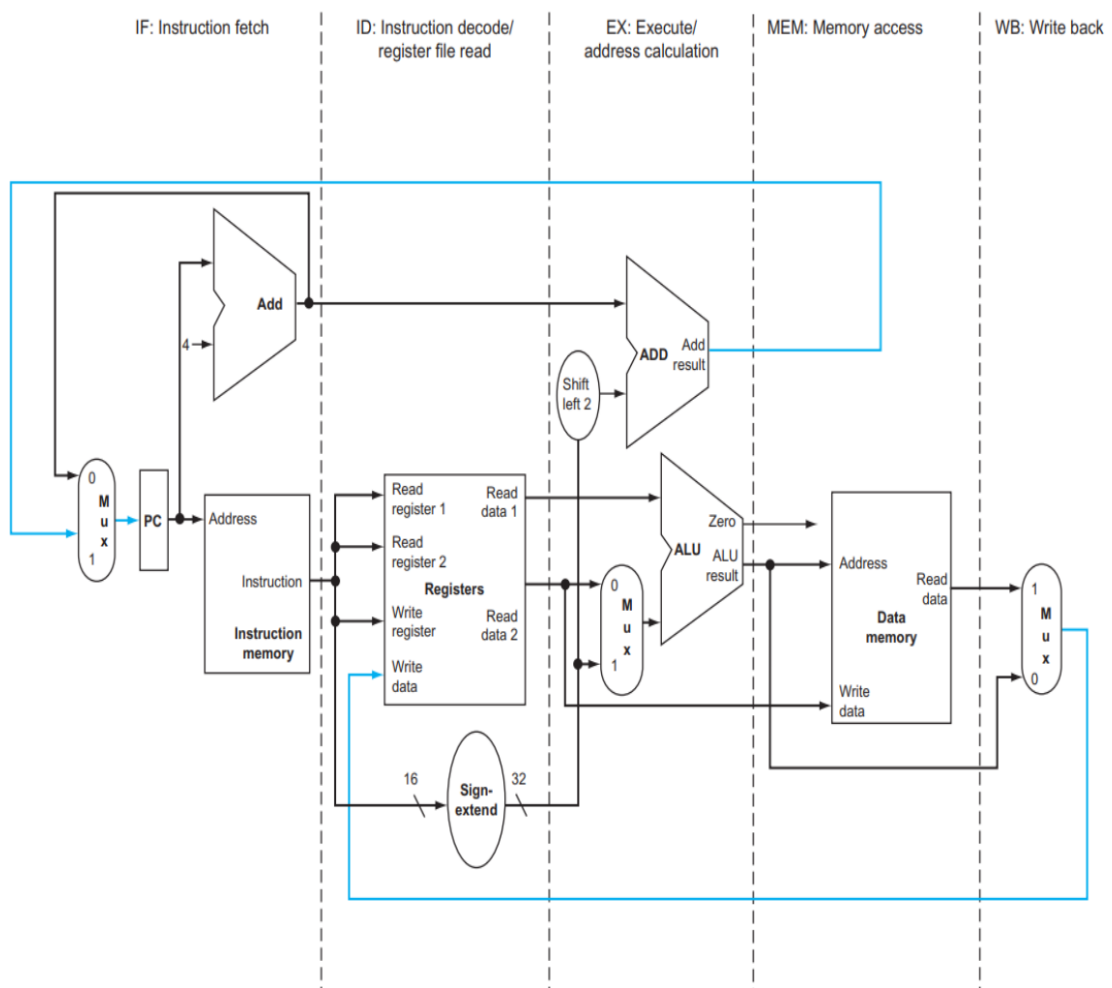 IF: Instruction fetch
ID: Instruction decode/
register file read
EX: Execute/
address calculation
MEM: Memory access
WB: Write back
Add
4
ADD
Add
result
Shift
left 2
0
M
u
x
1
PC
Address
Instruction
Instruction
memory
Read
register 1
Read
register 2
Registers
Write
register
Write
data
Read
data 1
Read
data 2
16
Sign-
extend
32
0
M
u
x
1
Zero
ALU
ALU
result
Address
Read
data
Data
memory
Write
data
1
M
u
x
0